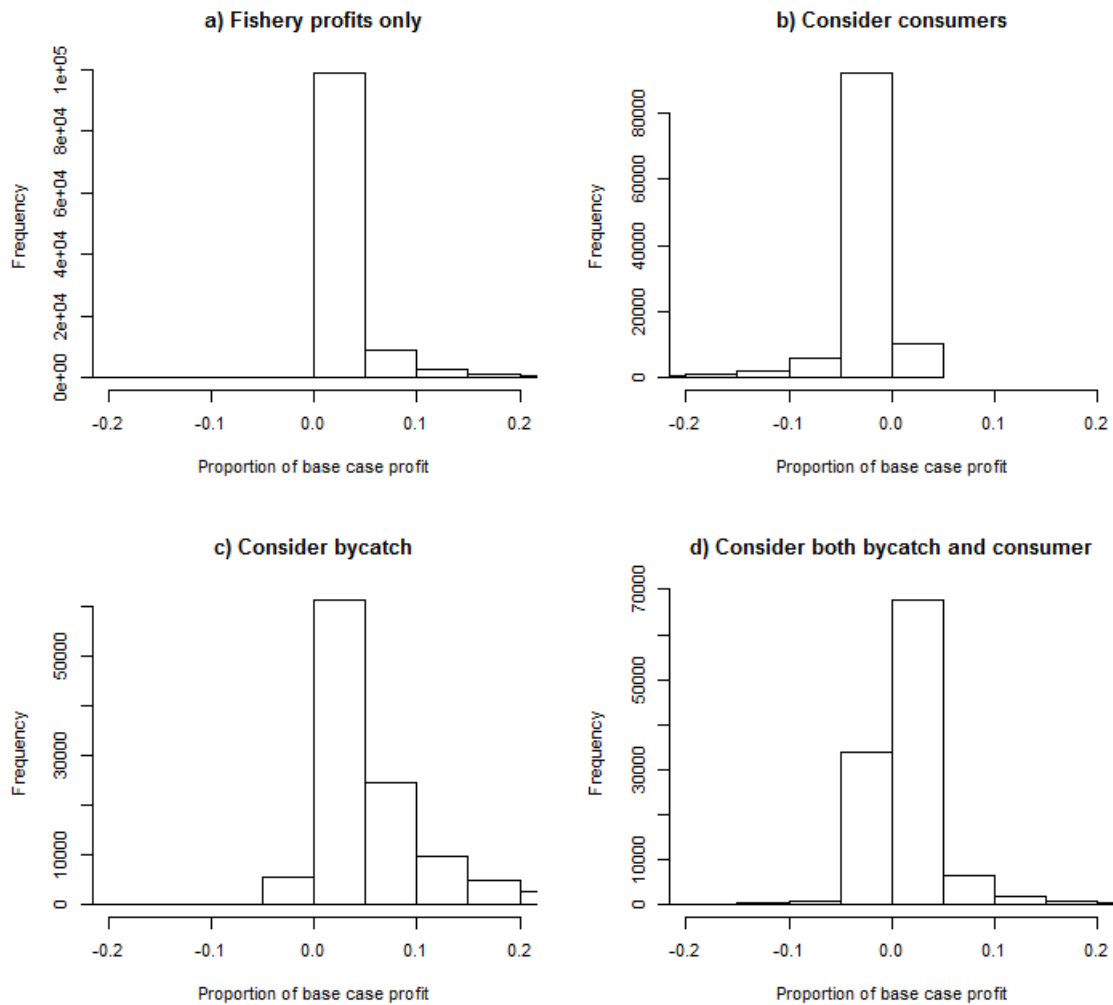 a) Fishery profits only
Frequency
0e+00 2e+04 4e+04 6e+04 8e+04 1e+05
-0.2 -0.1 0.0 0.1 0.2
Proportion of base case profit
b) Consider consumers
Frequency
0 20000 40000 60000 80000
-0.2 -0.1 0.0 0.1 0.2
Proportion of base case profit
c) Consider bycatch
Frequency
0 10000 30000 50000
-0.2 -0.1 0.0 0.1 0.2
Proportion of base case profit
d) Consider both bycatch and consumer
Frequency
0 10000 30000 50000 70000
-0.2 -0.1 0.0 0.1 0.2
Proportion of base case profit